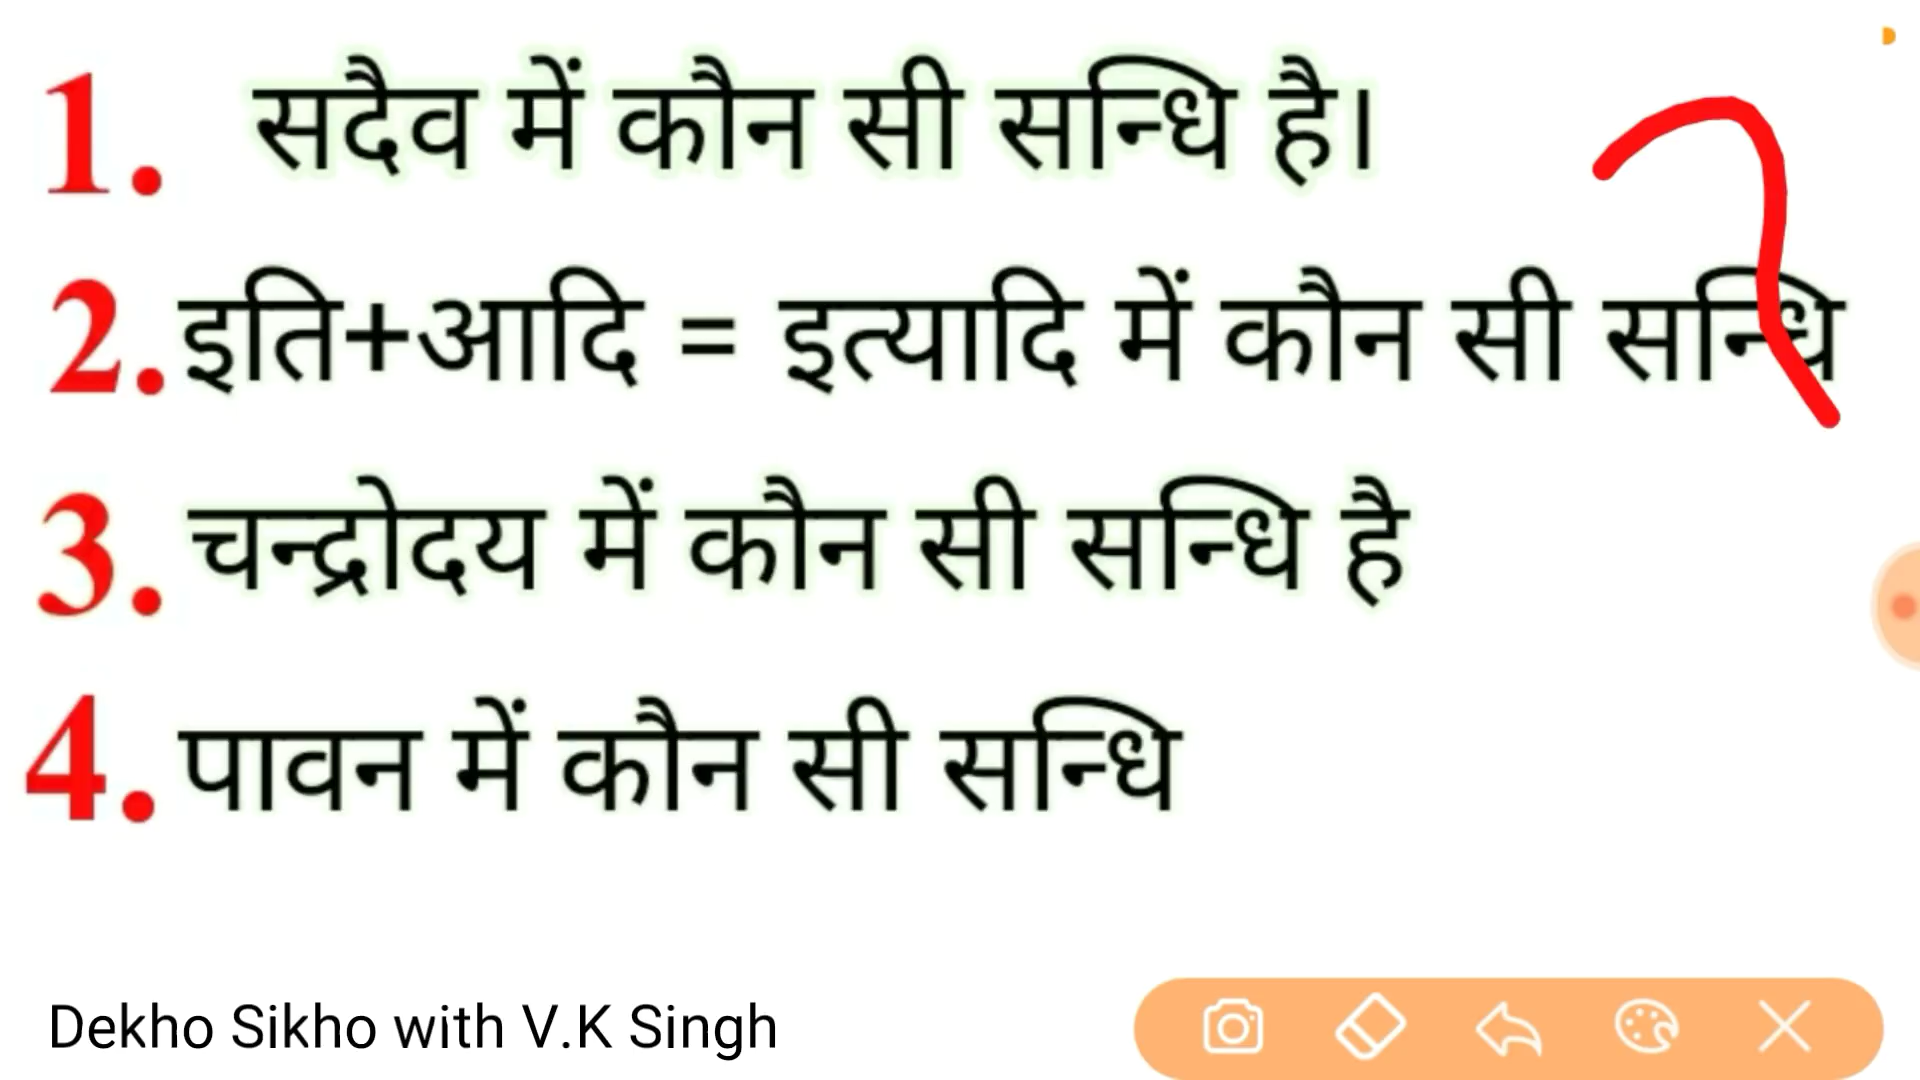 1. सदैव में कौन सी सन्धि है।
2. इति+आदि = इत्यादि में कौन सी सन्धि
3. चन्द्रोदय में कौन सी सन्धि है
4. पावन में कौन सी सन्धि
Dekho Sikho with V.K Singh